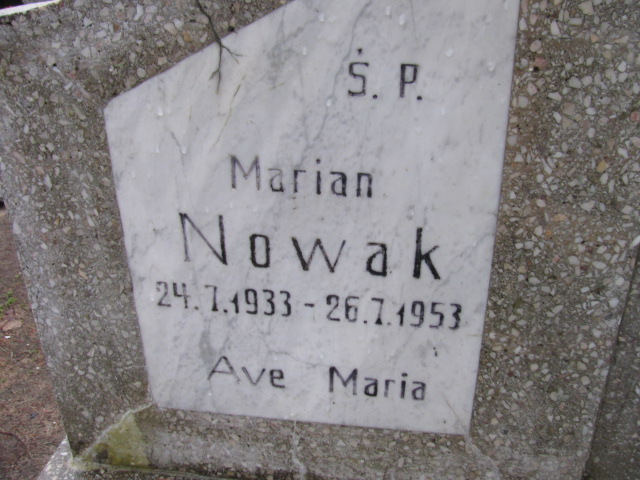 Ś. P.
Marian
Nowak
24.7.1933 - 26.7.1953
Ave Maria